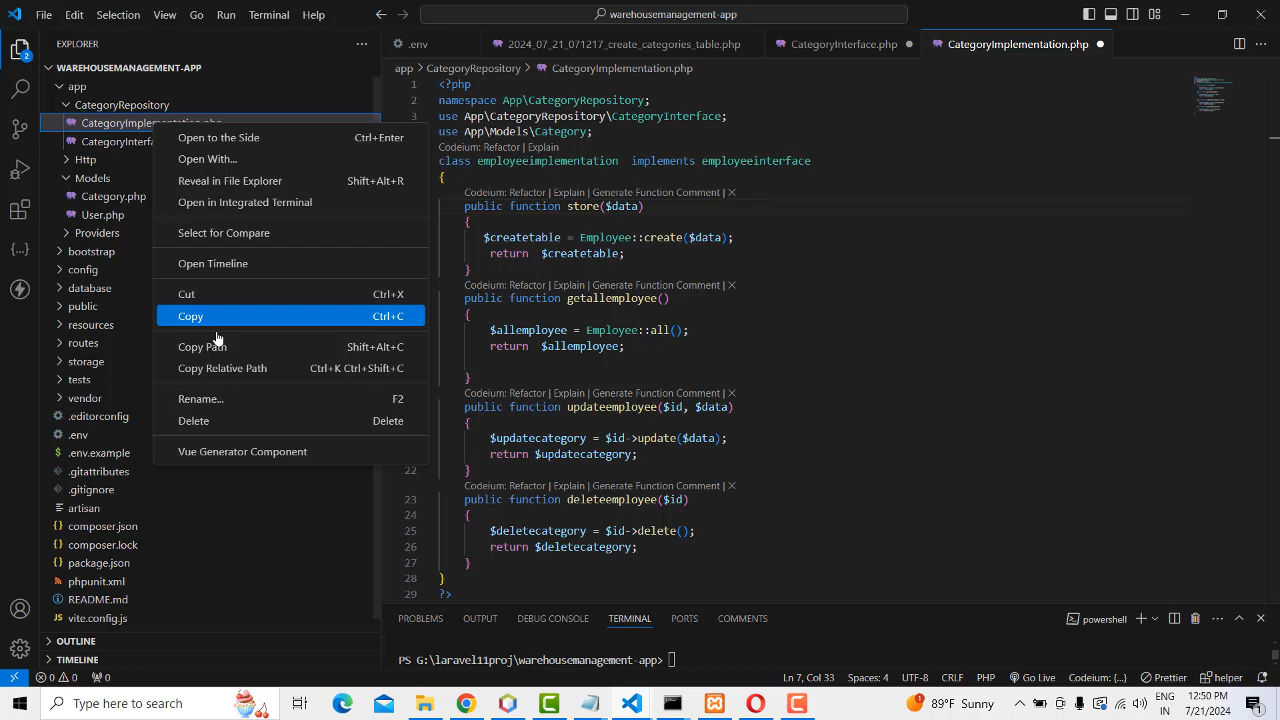 File Edit Selection View Go Run Terminal Help
warehousemanagement-app
EXPLORER
WAREHOUSEMANAGEMENT-APP
app
CategoryRepository
CategoryImplementation.php
CategoryInterfa
Http
Models
Category.php
User.php
Providers
bootstrap
config
database
public
resources
routes
storage
tests
vendor
.editorconfig
.env
.env.example
.gitattributes
.gitignore
artisan
composer.json
composer.lock
package.json
phpunit.xml
README.md
vite.config.js
OUTLINE
TIMELINE
Open to the Side Ctrl+Enter
Open With...
Reveal in File Explorer Shift+Alt+R
Open in Integrated Terminal
Select for Compare
Open Timeline
Cut Ctrl+X
Copy Ctrl+C
Copy Path Shift+Alt+C
Copy Relative Path Ctrl+K Ctrl+Shift+C
Rename... F2
Delete Delete
Vue Generator Component
.env 2024_07_21_071217_create_categories_table.php CategoryInterface.php CategoryImplementation.php
app > CategoryRepository > CategoryImplementation.php
1 <?php
2 namespace App\CategoryRepository;
3 use App\CategoryRepository\CategoryInterface;
4 use App\Models\Category;
Codeium: Refactor | Explain
class employeeimplementation implements employeeinterface
{
Codeium: Refactor | Explain | Generate Function Comment | ✕
public function store($data)
{
$createtable = Employee::create($data);
return $createtable;
}
Codeium: Refactor | Explain | Generate Function Comment | ✕
public function getallemployee()
{
$allemployee = Employee::all();
return $allemployee;
}
Codeium: Refactor | Explain | Generate Function Comment | ✕
public function updateemployee($id, $data)
{
$updatecategory = $id->update($data);
return $updatecategory;
22 }
Codeium: Refactor | Explain | Generate Function Comment | ✕
23 public function deleteemployee($id)
24 {
25 $deletecategory = $id->delete();
26 return $deletecategory;
27 }
28 }
29 ?>
PROBLEMS OUTPUT DEBUG CONSOLE TERMINAL PORTS COMMENTS
powershell
PS G:\laravel11proj\warehousemanagement-app>
0 0 0 Ln 7, Col 33 Spaces: 4 UTF-8 CRLF PHP Go Live Codeium: {...} Prettier helper
2
Type here to search
89°F Sunny
ENG
IN
12:50 PM
7/21/2024
1